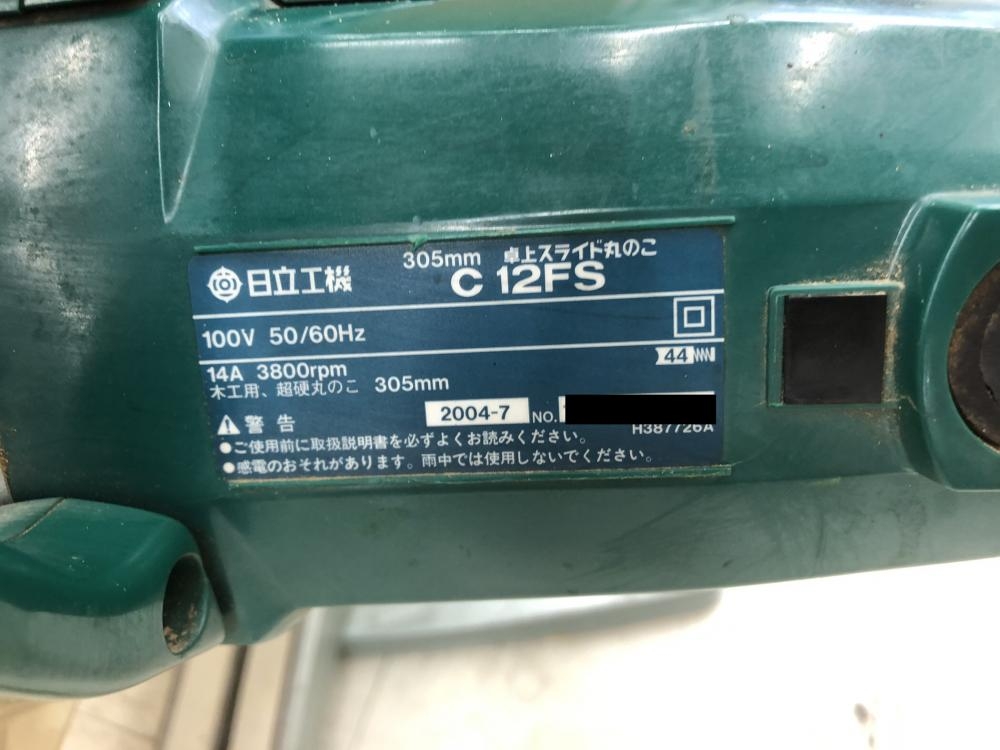 305mm 卓上スライド丸のこ
日立工機 C 12FS
100V 50/60Hz
14A 3800rpm
44
木工用、超硬丸のこ 305mm
警告 2004-7 NO.
H387726A
●ご使用前に取扱説明書を必ずよくお読みください。
●感電のおそれがあります。雨中では使用しないでください。